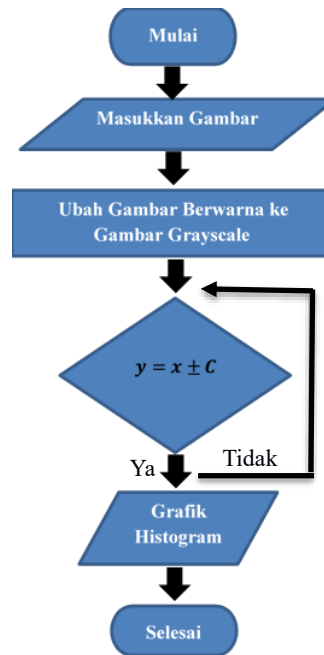 Mulai
Masukkan Gambar
Ubah Gambar Berwarna ke
Gambar Grayscale
y = x ± C
Ya
Tidak
Grafik
Histogram
Selesai